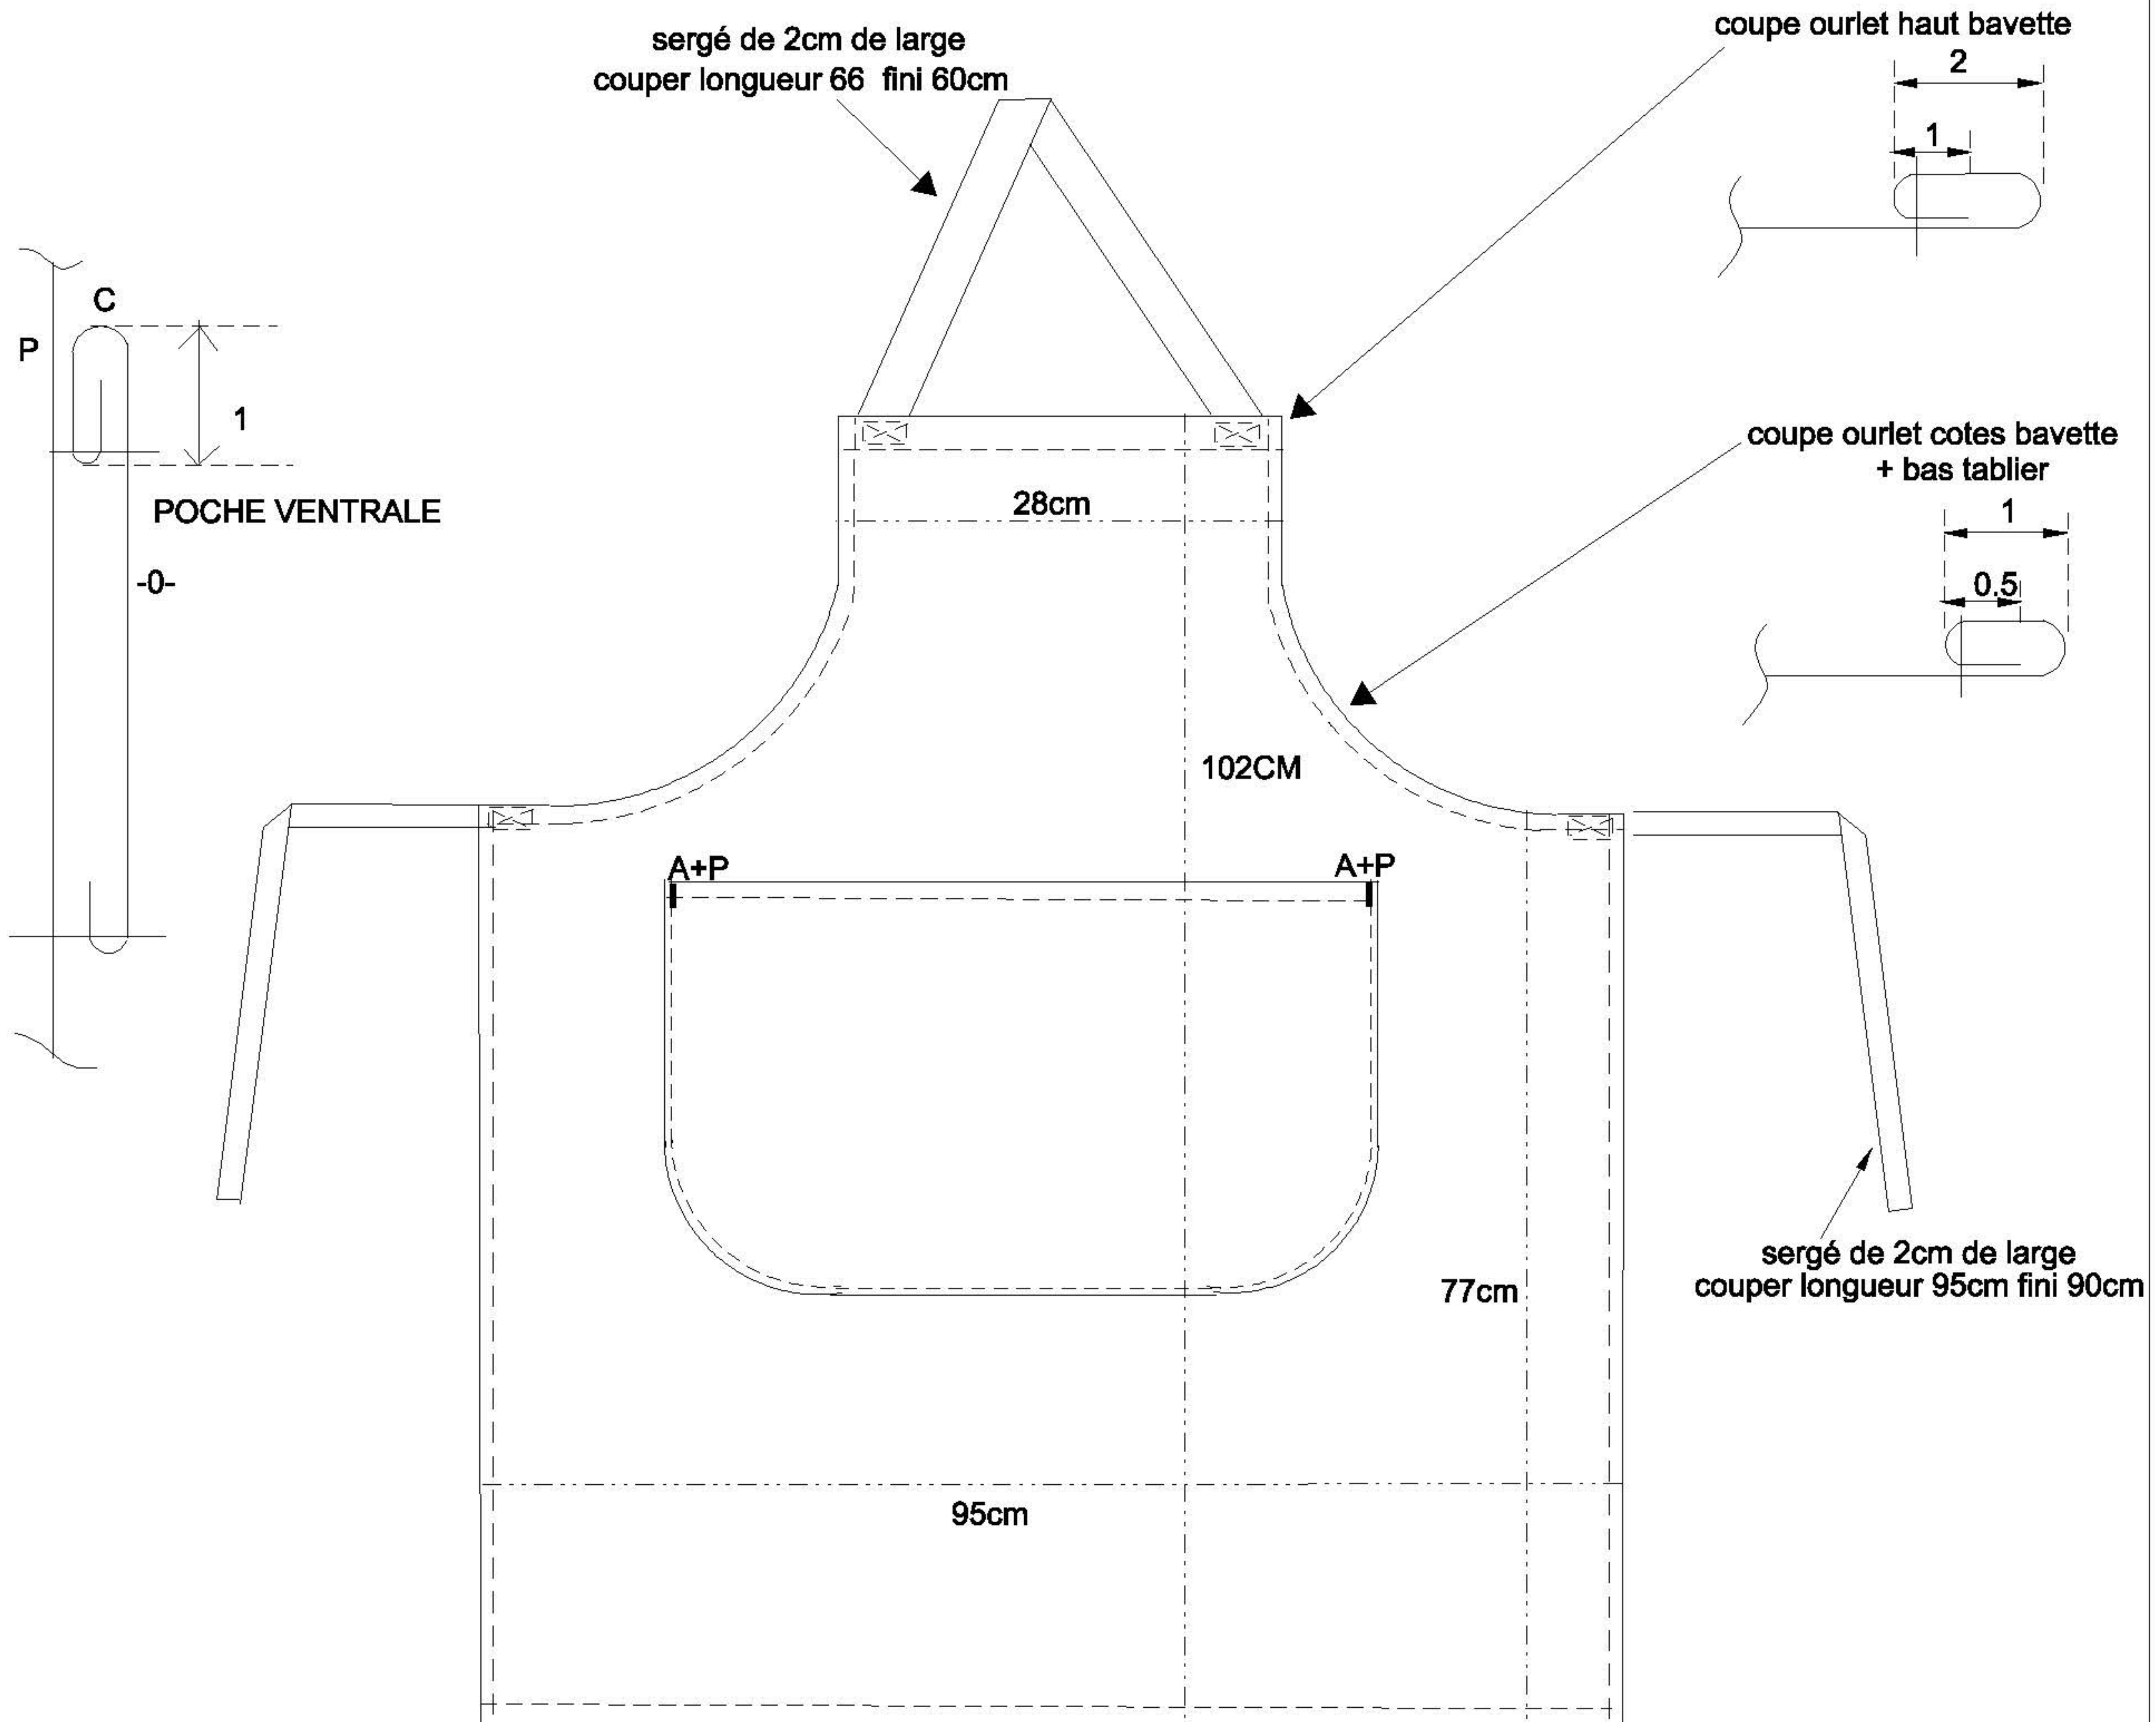 sergé de 2cm de large
couper longueur 66 fini 60cm
coupe ourlet haut bavette
2
1
C
P
1
POCHE VENTRALE
-0-
28cm
coupe ourlet cotes bavette
+ bas tablier
1
0.5
102CM
A+P
A+P
sergé de 2cm de large
couper longueur 95cm fini 90cm
77cm
95cm